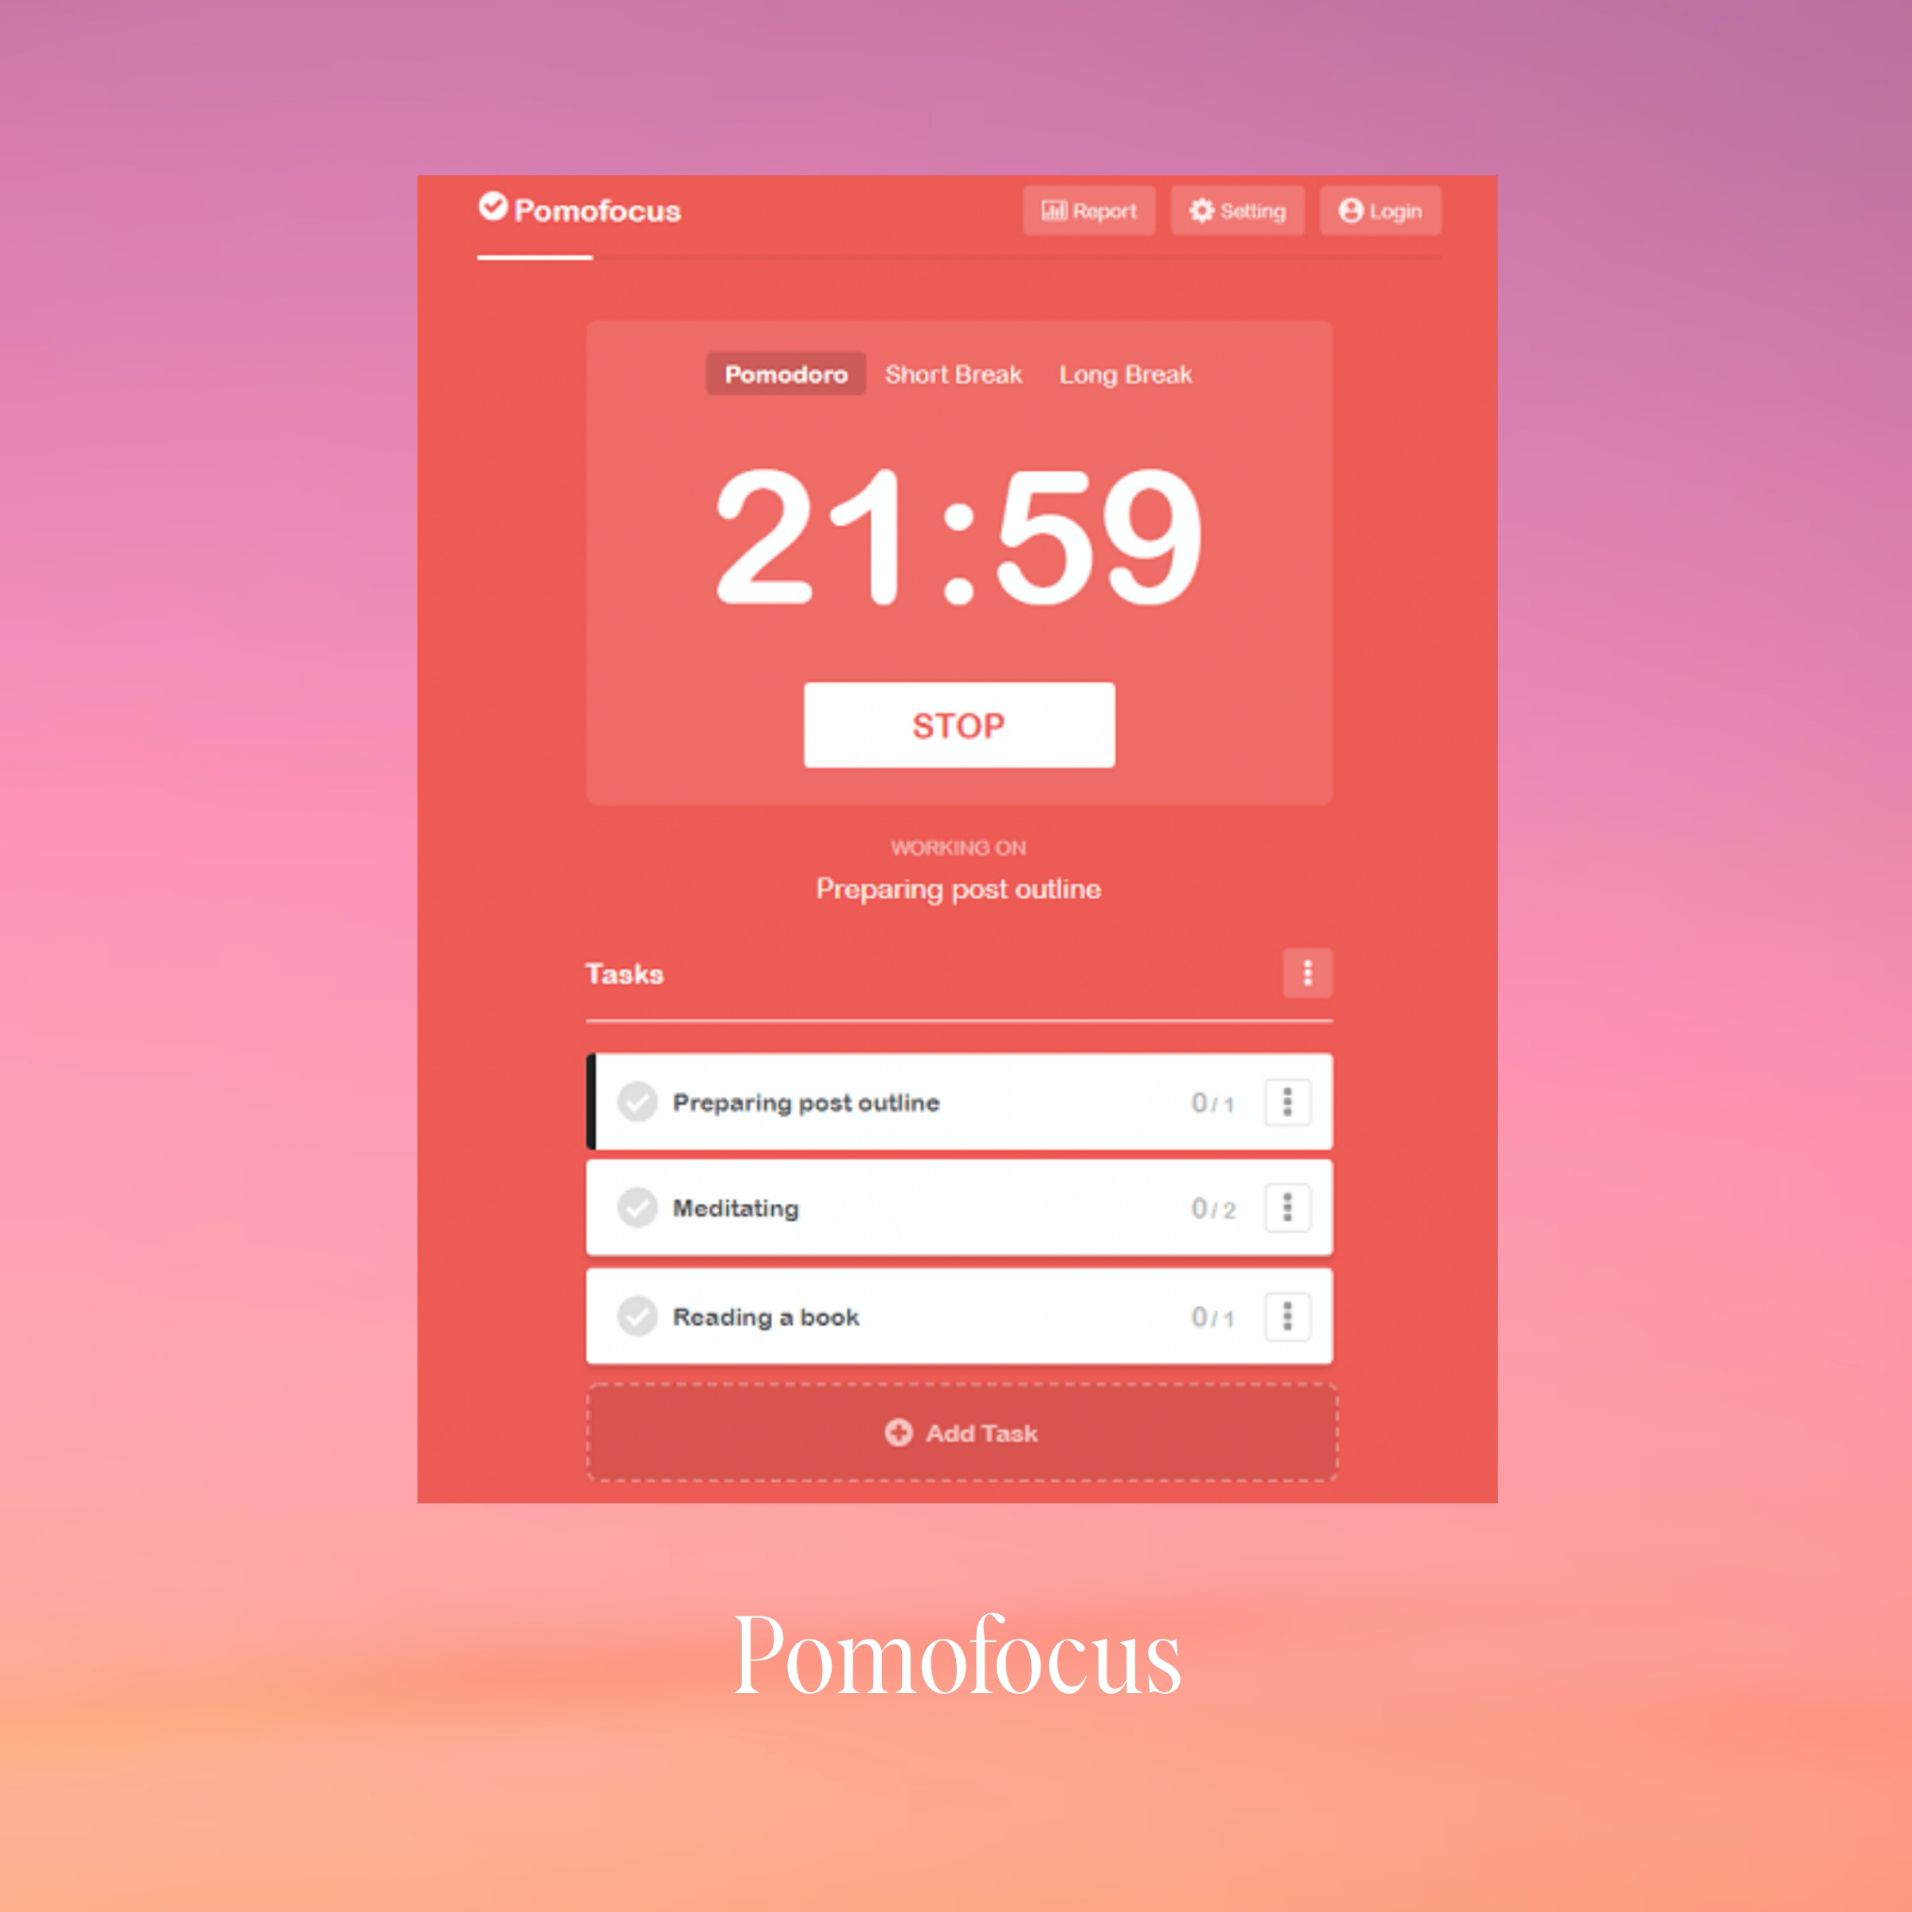 Pomofocus
Report
Setting
Login
Pomodoro
Short Break
Long Break
21:59
STOP
WORKING ON
Preparing post outline
Tasks
Preparing post outline 0/1
Meditating 0/2
Reading a book 0/1
Add Task
Pomofocus